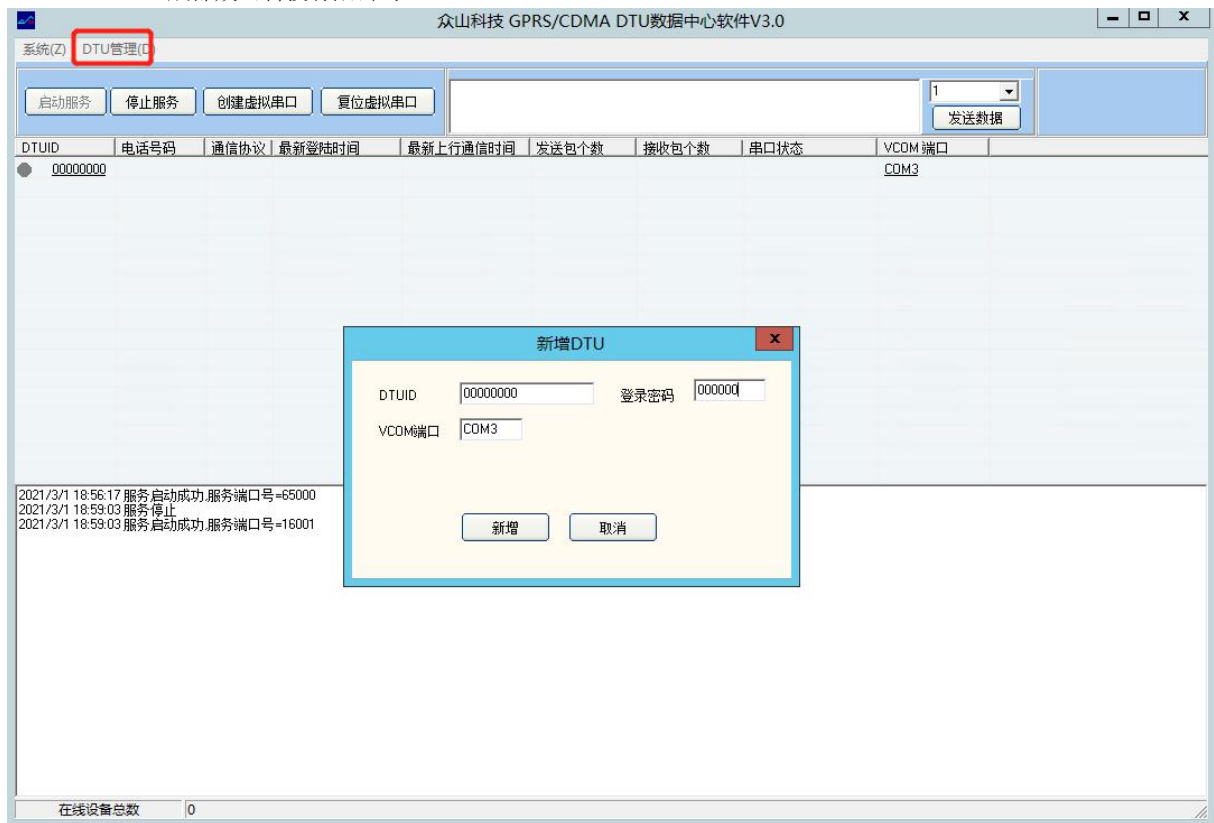 众山科技 GPRS/CDMA DTU数据中心软件V3.0
系统(Z) DTU管理(D)
启动服务 停止服务 创建虚拟串口 复位虚拟串口 1
发送数据
DTUID 电话号码 通信协议 最新登陆时间 最新上行通信时间 发送包个数 接收包个数 串口状态 VCOM 端口
00000000 COM3
新增DTU
DTUID 00000000 登录密码 000000
VCOM端口 COM3
新增 取消
2021/3/1 18:56:17 服务启动成功,服务端口号=65000
2021/3/1 18:59:03 服务停止
2021/3/1 18:59:03 服务启动成功,服务端口号=16001
在线设备总数 0